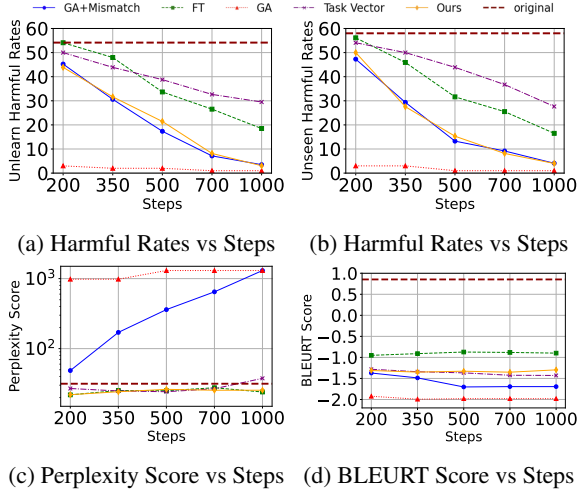 GA+Mismatch FT GA Task Vector Ours original
60
50
40
30
20
10
0
Unlearn Harmful Rates
200 350 500 700 1000
Steps
(a) Harmful Rates vs Steps
60
50
40
30
20
10
0
Unseen Harmful Rates
200 350 500 700 1000
Steps
(b) Harmful Rates vs Steps
10³
10²
Perplexity Score
200 350 500 700 1000
Steps
(c) Perplexity Score vs Steps
1.0
0.5
0.0
−0.5
−1.0
−1.5
−2.0
BLEURT Score
200 350 500 700 1000
Steps
(d) BLEURT Score vs Steps